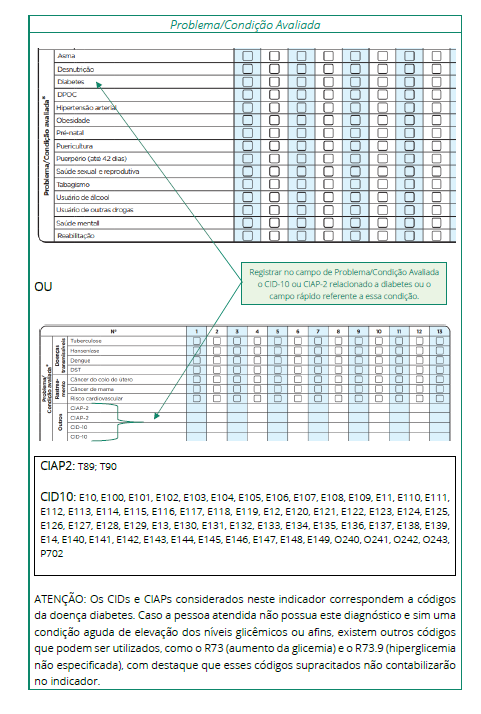 Problema/Condição Avaliada
Problema/Condição avaliada*
Asma
Desnutrição
Diabetes
DPOC
Hipertensão arterial
Obesidade
Pré-natal
Puericultura
Puerpério (até 42 dias)
Saúde sexual e reprodutiva
Tabagismo
Usuário de álcool
Usuário de outras drogas
Saúde mental
Reabilitação
Registrar no campo de Problema/Condição Avaliada
o CID-10 ou CIAP-2 relacionado a diabetes ou o
campo rápido referente a essa condição.
OU
Nº 1 2 3 4 5 6 7 8 9 10 11 12 13
Problema/
Condição avaliada*
Doenças
transmissíveis
Tuberculose
Hanseníase
Dengue
DST
Rastrea-
mento
Câncer do colo do útero
Câncer de mama
Risco cardiovascular
Outros
CIAP-2
CIAP-2
CID-10
CID-10
CIAP2: T89; T90
CID10: E10, E100, E101, E102, E103, E104, E105, E106, E107, E108, E109, E11, E110, E111,
E112, E113, E114, E115, E116, E117, E118, E119, E12, E120, E121, E122, E123, E124, E125,
E126, E127, E128, E129, E13, E130, E131, E132, E133, E134, E135, E136, E137, E138, E139,
E14, E140, E141, E142, E143, E144, E145, E146, E147, E148, E149, O240, O241, O242, O243,
P702
ATENÇÃO: Os CIDs e CIAPs considerados neste indicador correspondem a códigos
da doença diabetes. Caso a pessoa atendida não possua este diagnóstico e sim uma
condição aguda de elevação dos níveis glicêmicos ou afins, existem outros códigos
que podem ser utilizados, como o R73 (aumento da glicemia) e o R73.9 (hiperglicemia
não especificada), com destaque que esses códigos supracitados não contabilizarão
no indicador.